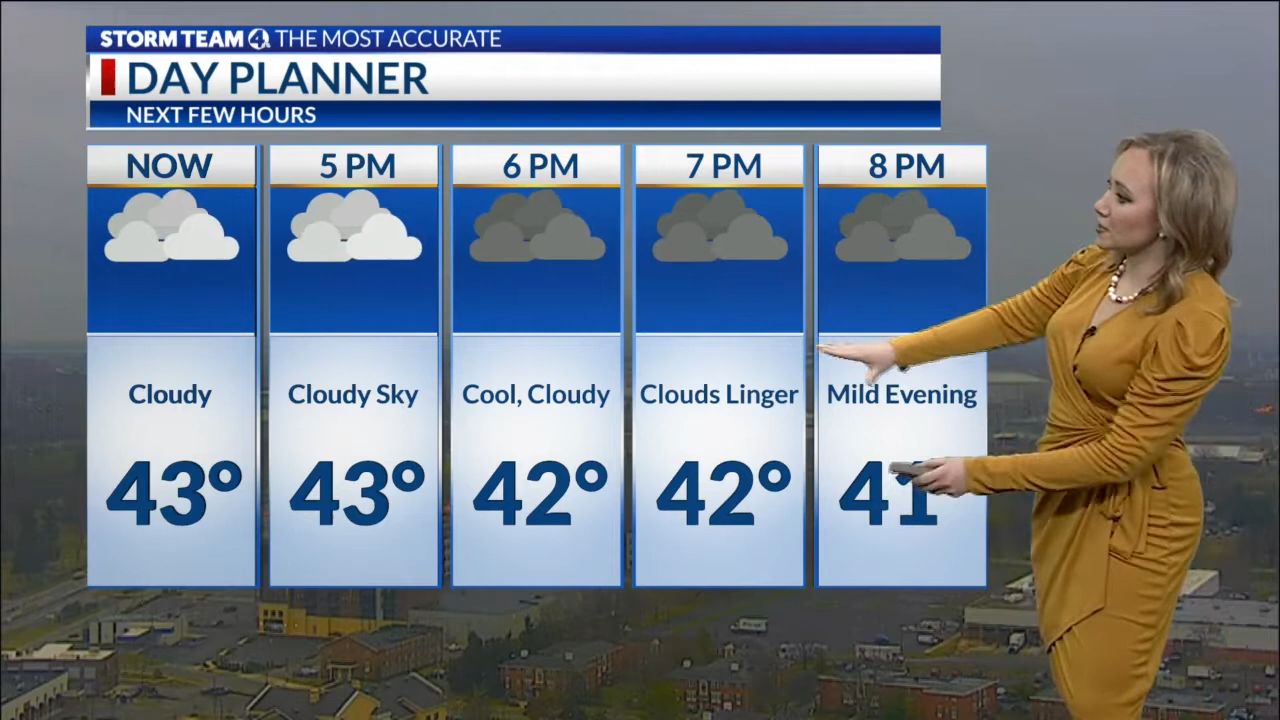 STORM TEAM 4 THE MOST ACCURATE
DAY PLANNER
NEXT FEW HOURS
NOW
5 PM
6 PM
7 PM
8 PM
Cloudy
Cloudy Sky
Cool, Cloudy
Clouds Linger
Mild Evening
43°
43°
42°
42°
41